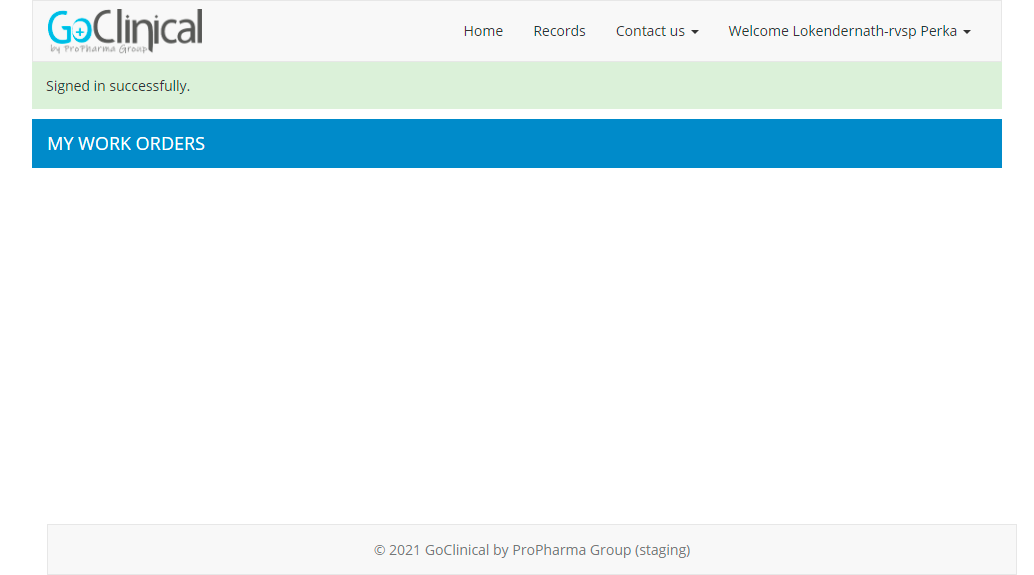 GoClinical
by ProPharma Group
Home Records Contact us Welcome Lokendernath-rvsp Perka
Signed in successfully.
MY WORK ORDERS
© 2021 GoClinical by ProPharma Group (staging)